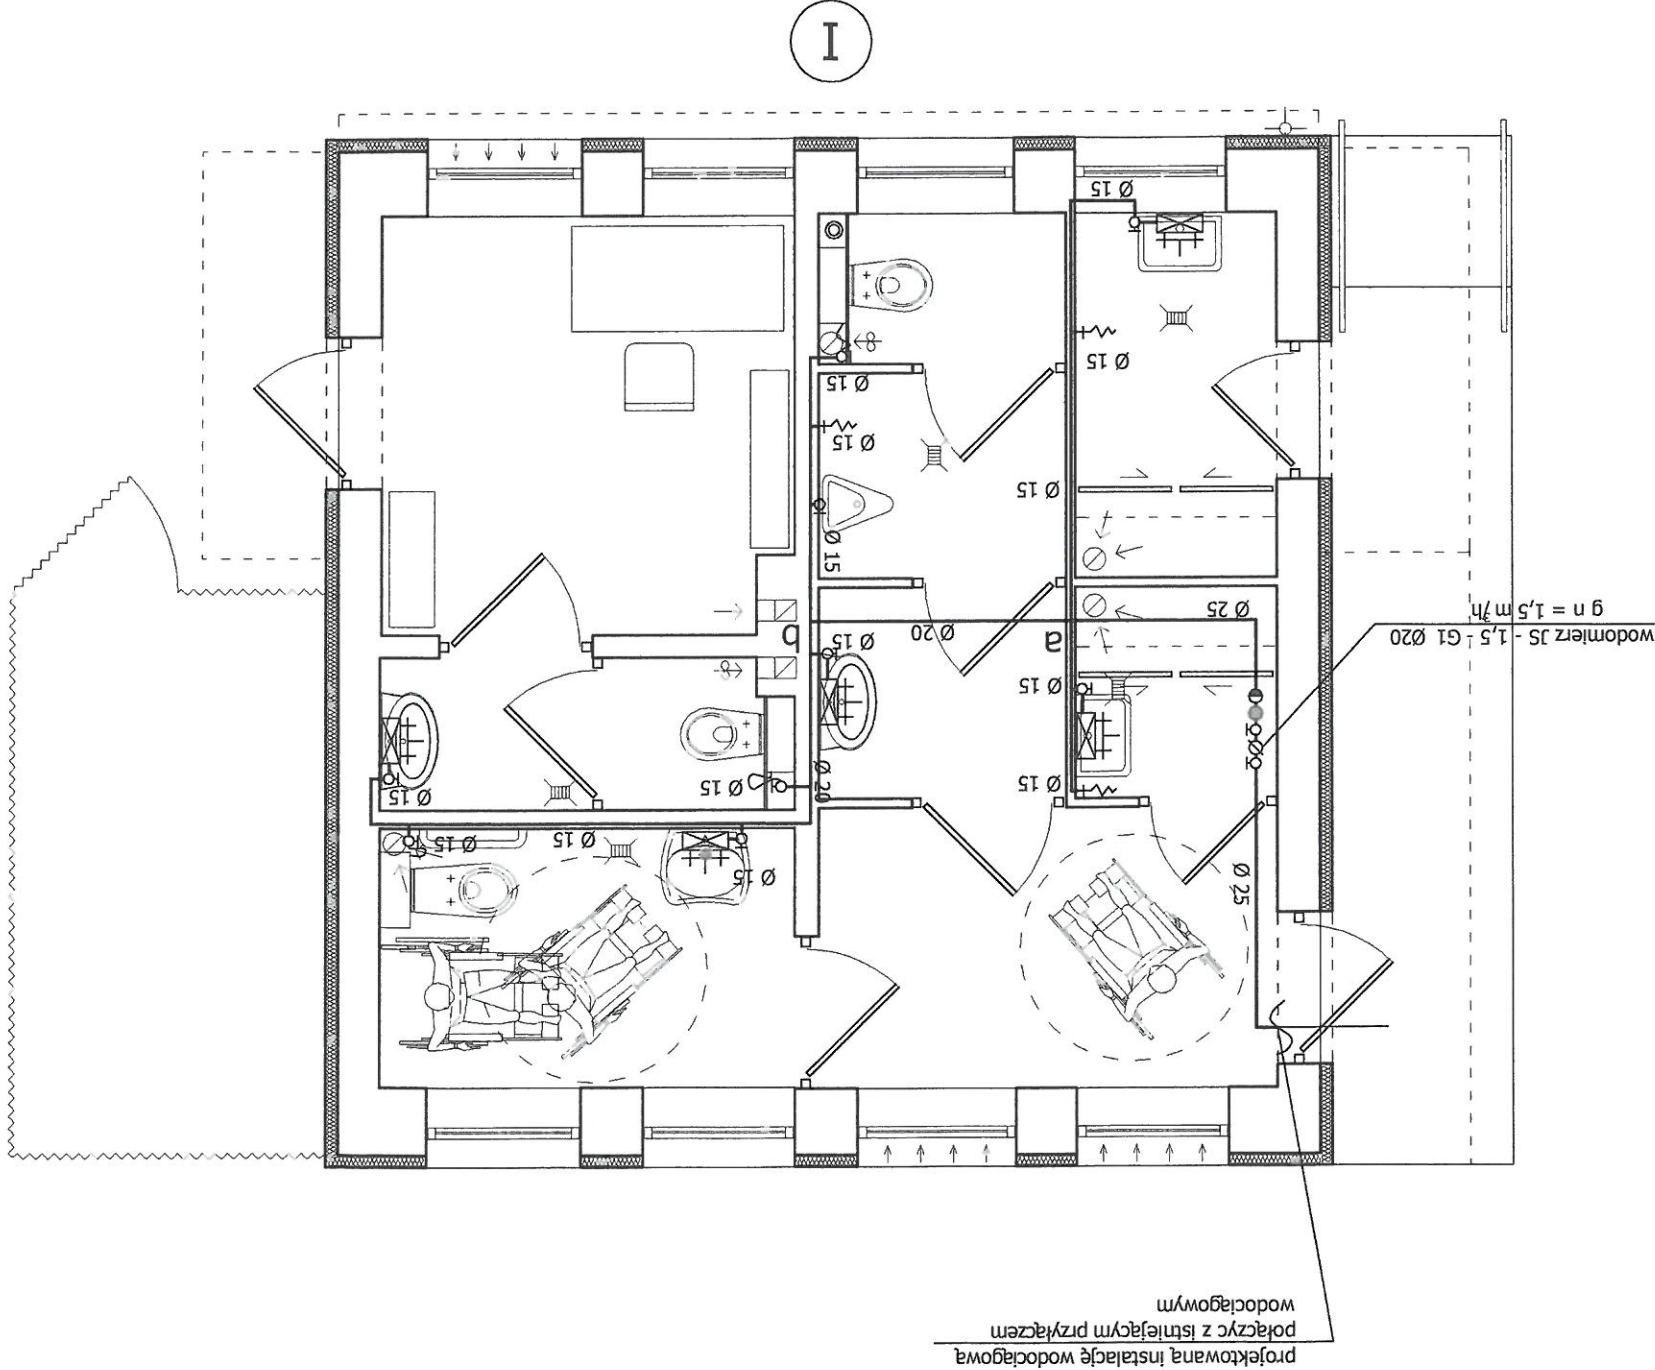 projektowaną instalację wodociągową
połączyc z istniejącym przyłączem
wodociągowym
Ø 25
Ø 15
Ø 15
Ø 15
Ø 15
Ø 15
Ø 20
Ø 15
Ø 15
wodomierz JS - 1,5 - G1 Ø20
g n = 1,5 m³/h
Ø 15
a
b
Ø 20
Ø 25
Ø 15
Ø 15
Ø 15
Ø 15
Ø 15
Ø 15
I